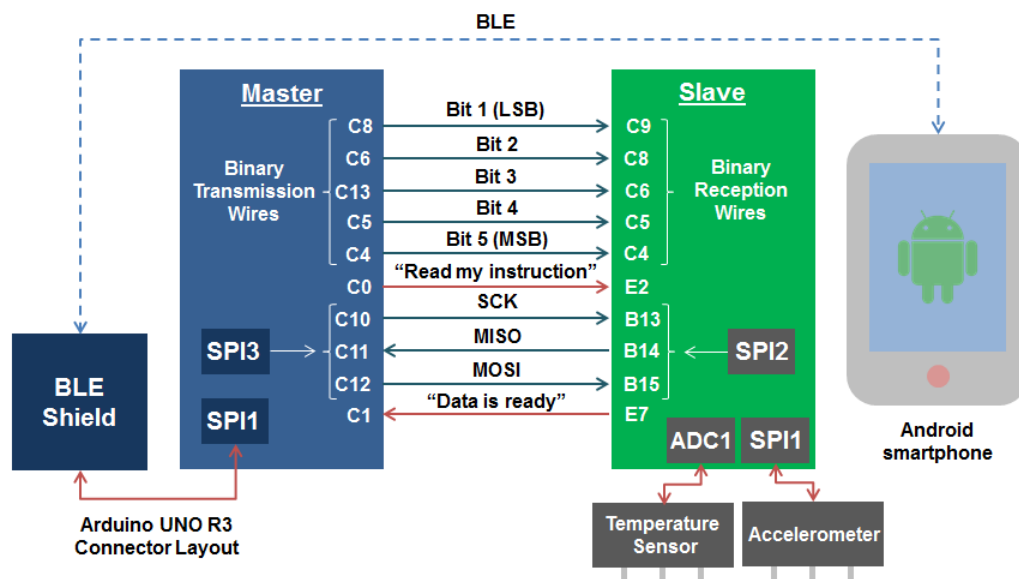 BLE
Master
Slave
Bit 1 (LSB)
C8
C9
Bit 2
C6
C8
Binary
Transmission
Wires
Bit 3
C13
C6
Binary
Reception
Wires
Bit 4
C5
C5
Bit 5 (MSB)
C4
C4
“Read my instruction”
C0
E2
SCK
C10
B13
SPI3
MISO
C11
B14
SPI2
MOSI
C12
B15
“Data is ready”
C1
E7
BLE
Shield
SPI1
ADC1
SPI1
Android
smartphone
Arduino UNO R3
Connector Layout
Temperature
Sensor
Accelerometer